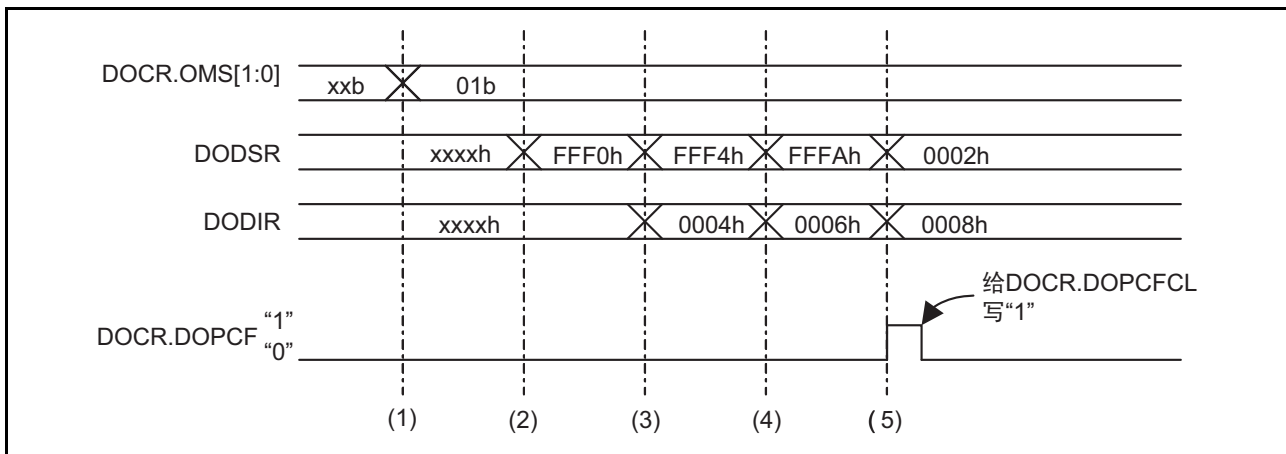 DOCR.OMS[1:0] xxb 01b
DODSR xxxxh FFF0h FFF4h FFFAh 0002h
DODIR xxxxh 0004h 0006h 0008h
给DOCR.DOPCFCL
写“1”
DOCR.DOPCF “1”
“0”
(1) (2) (3) (4) ( 5)